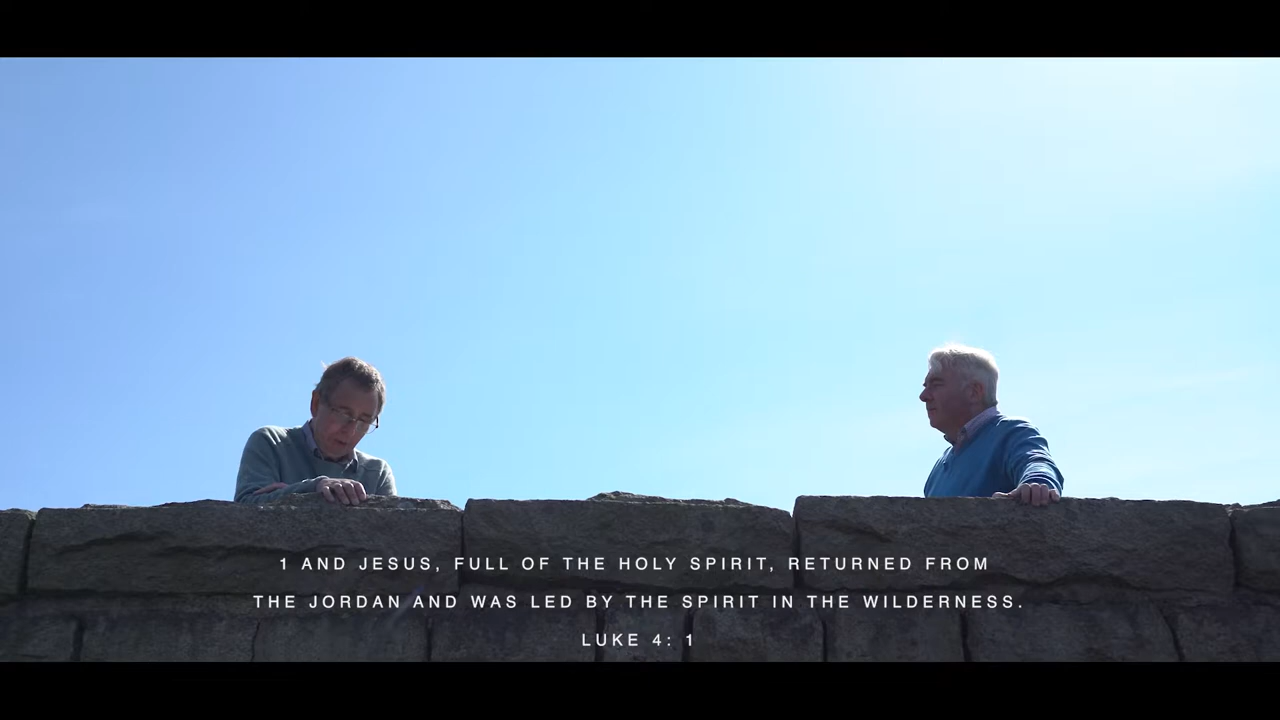 1 AND JESUS, FULL OF THE HOLY SPIRIT, RETURNED FROM
THE JORDAN AND WAS LED BY THE SPIRIT IN THE WILDERNESS.
LUKE 4: 1